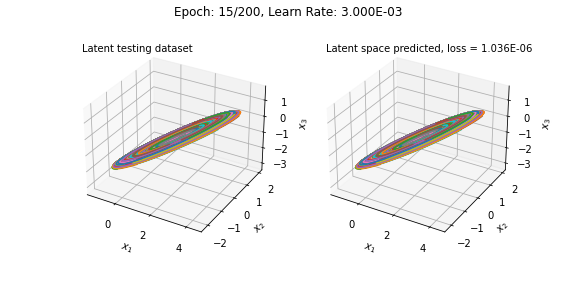 Epoch: 15/200, Learn Rate: 3.000E-03
Latent testing dataset
1
0
−1
−2
−3
x₃
0
2
4
x₁
−2
−1
0
1
2
x₂
Latent space predicted, loss = 1.036E-06
1
0
−1
−2
−3
x₃
0
2
4
x₁
−2
−1
0
1
2
x₂